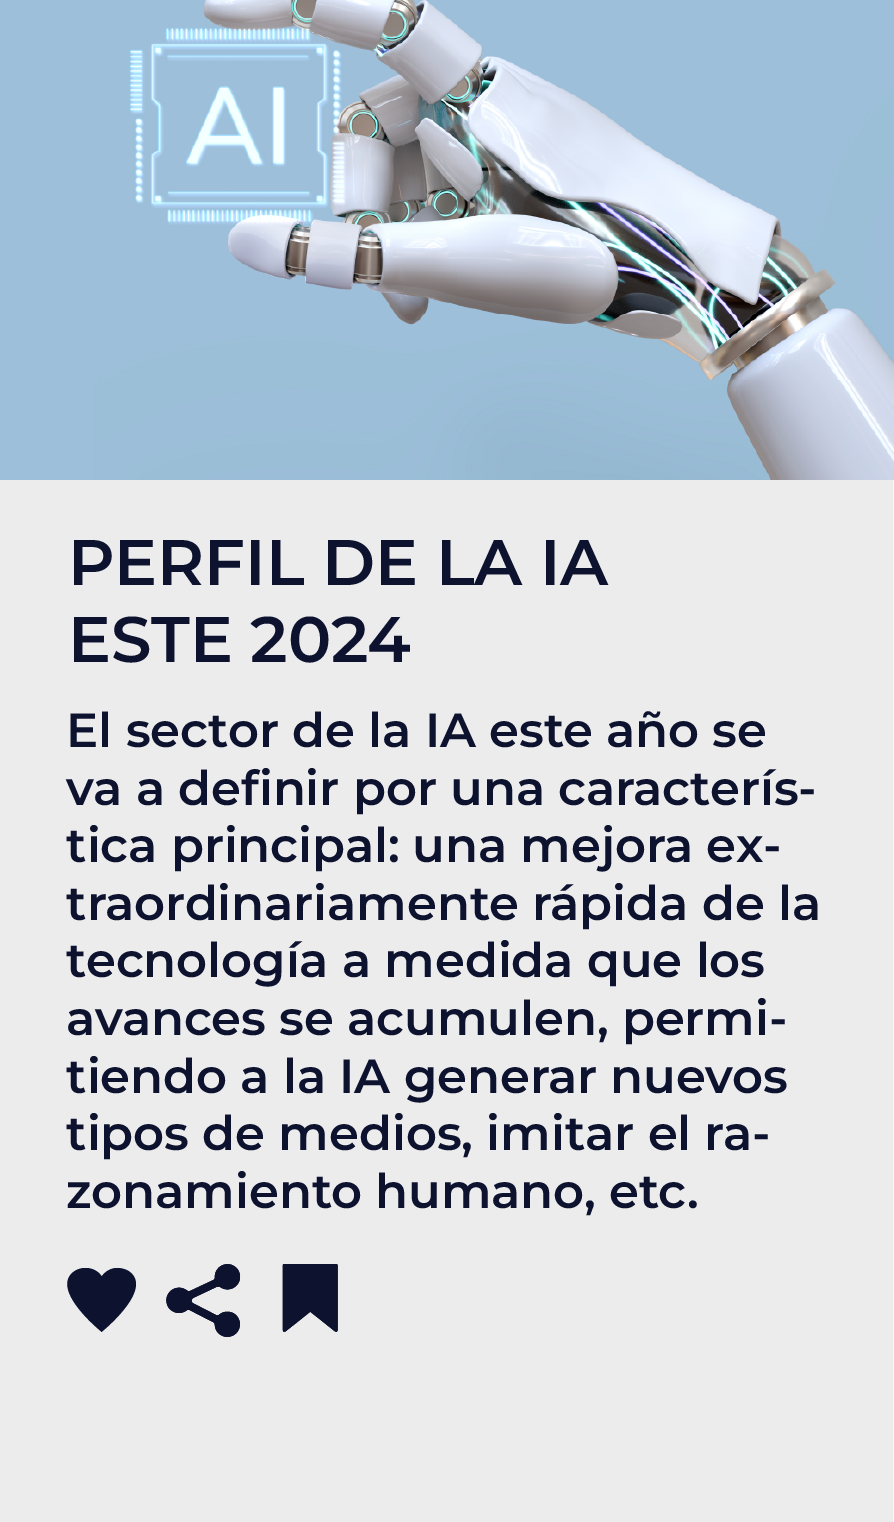 AI
PERFIL DE LA IA
ESTE 2024
El sector de la IA este año se
va a definir por una caracterís-
tica principal: una mejora ex-
traordinariamente rápida de la
tecnología a medida que los
avances se acumulen, permi-
tiendo a la IA generar nuevos
tipos de medios, imitar el ra-
zonamiento humano, etc.